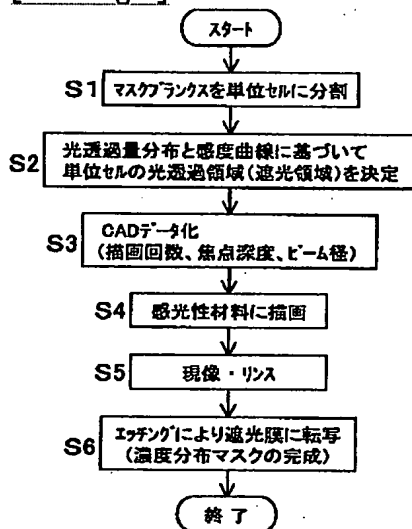 スタート
S1 マスクブランクスを単位セルに分割
S2 光透過量分布と感度曲線に基づいて
単位セルの光透過領域(遮光領域)を決定
S3 CADデータ化
(描画回数、焦点深度、ビーム径)
S4 感光性材料に描画
S5 現像・リンス
S6 エッチングにより遮光膜に転写
(濃度分布マスクの完成)
終了